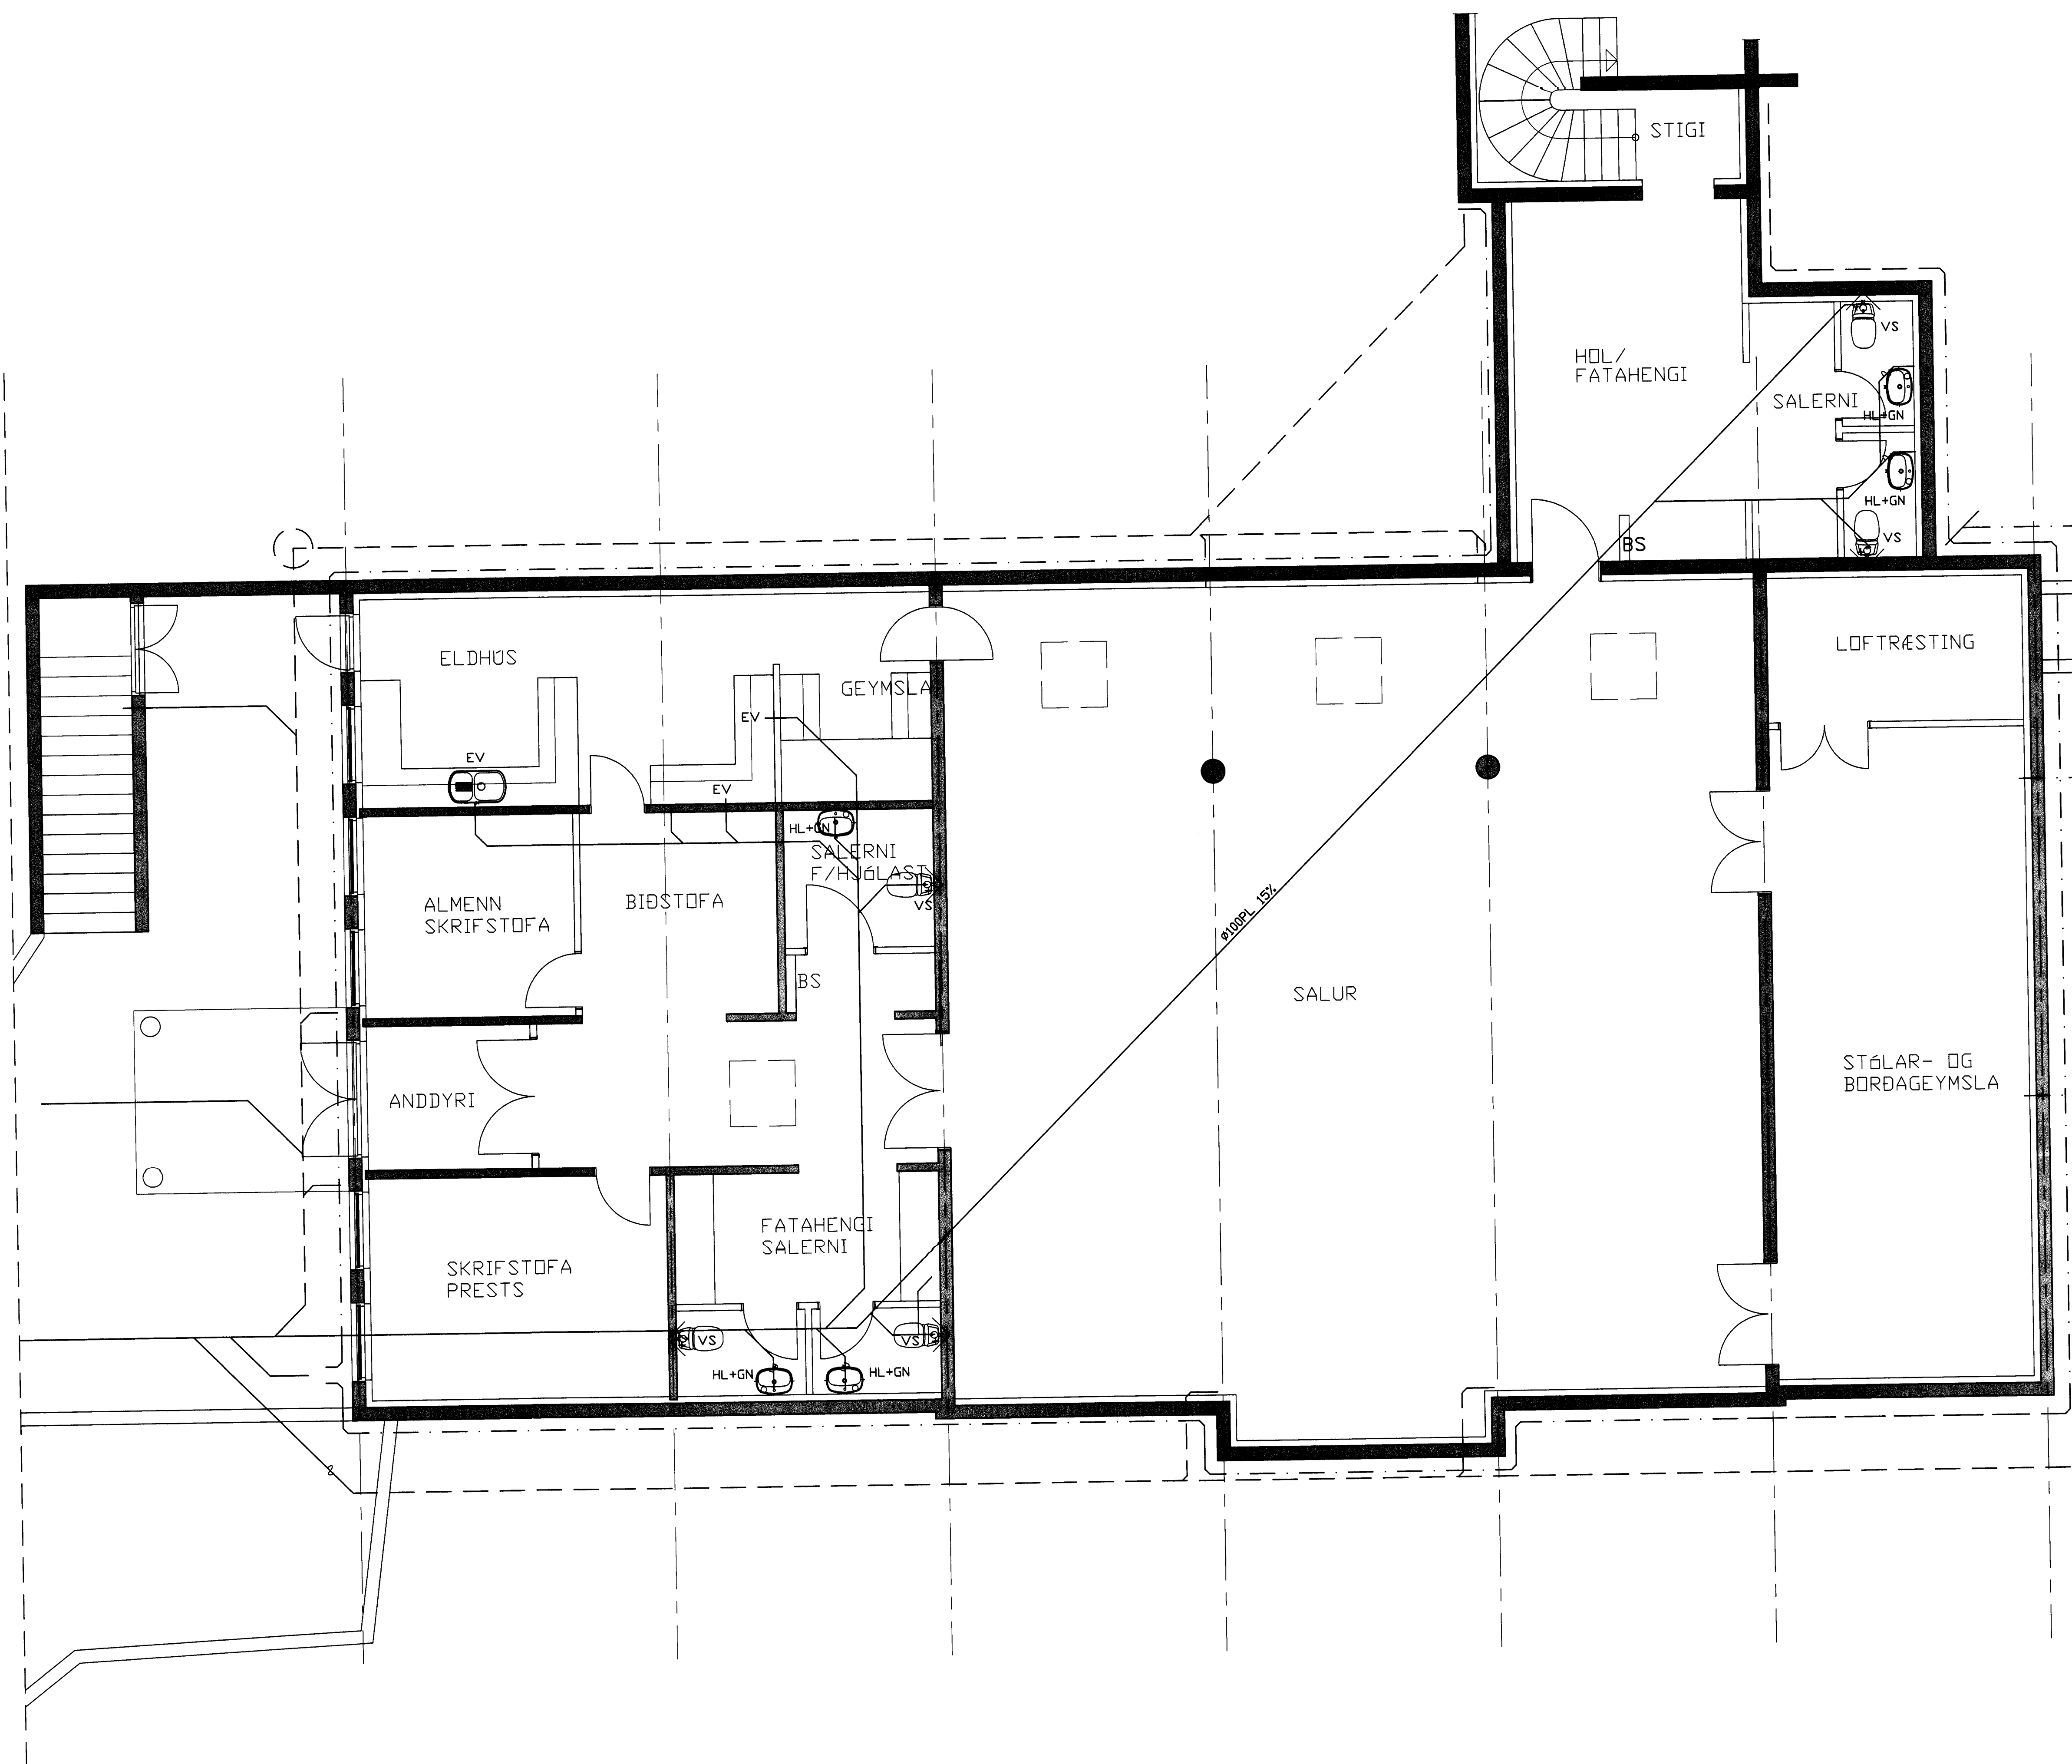 STIGI
VS
HOL/
FATAHENGI
SALERNI
HL+GN
HL+GN
VS
BS
ELDHÚS
GEYMSLA
LOFTRÆSTING
EV
EV
EV
HL+GN
SALERNI
F/HJÓLAST
VS
ALMENN
SKRIFSTOFA
BIÐSTOFA
Ø100PL 15‰
BS
SALUR
STÓLAR- OG
BORÐAGEYMSLA
ANDDYRI
FATAHENGI
SALERNI
SKRIFSTOFA
PRESTS
VS
VS
HL+GN
HL+GN